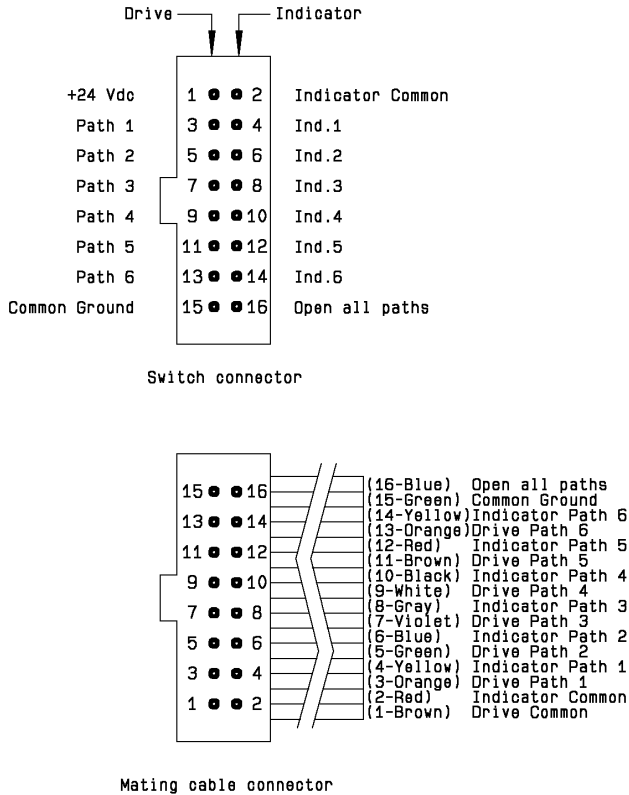 Drive Indicator
+24 Vdc 1 2 Indicator Common
Path 1 3 4 Ind.1
Path 2 5 6 Ind.2
Path 3 7 8 Ind.3
Path 4 9 10 Ind.4
Path 5 11 12 Ind.5
Path 6 13 14 Ind.6
Common Ground 15 16 Open all paths
Switch connector
15 16 (16-Blue) Open all paths
(15-Green) Common Ground
13 14 (14-Yellow) Indicator Path 6
(13-Orange) Drive Path 6
11 12 (12-Red) Indicator Path 5
(11-Brown) Drive Path 5
9 10 (10-Black) Indicator Path 4
(9-White) Drive Path 4
7 8 (8-Gray) Indicator Path 3
(7-Violet) Drive Path 3
5 6 (6-Blue) Indicator Path 2
(5-Green) Drive Path 2
3 4 (4-Yellow) Indicator Path 1
(3-Orange) Drive Path 1
1 2 (2-Red) Indicator Common
(1-Brown) Drive Common
Mating cable connector